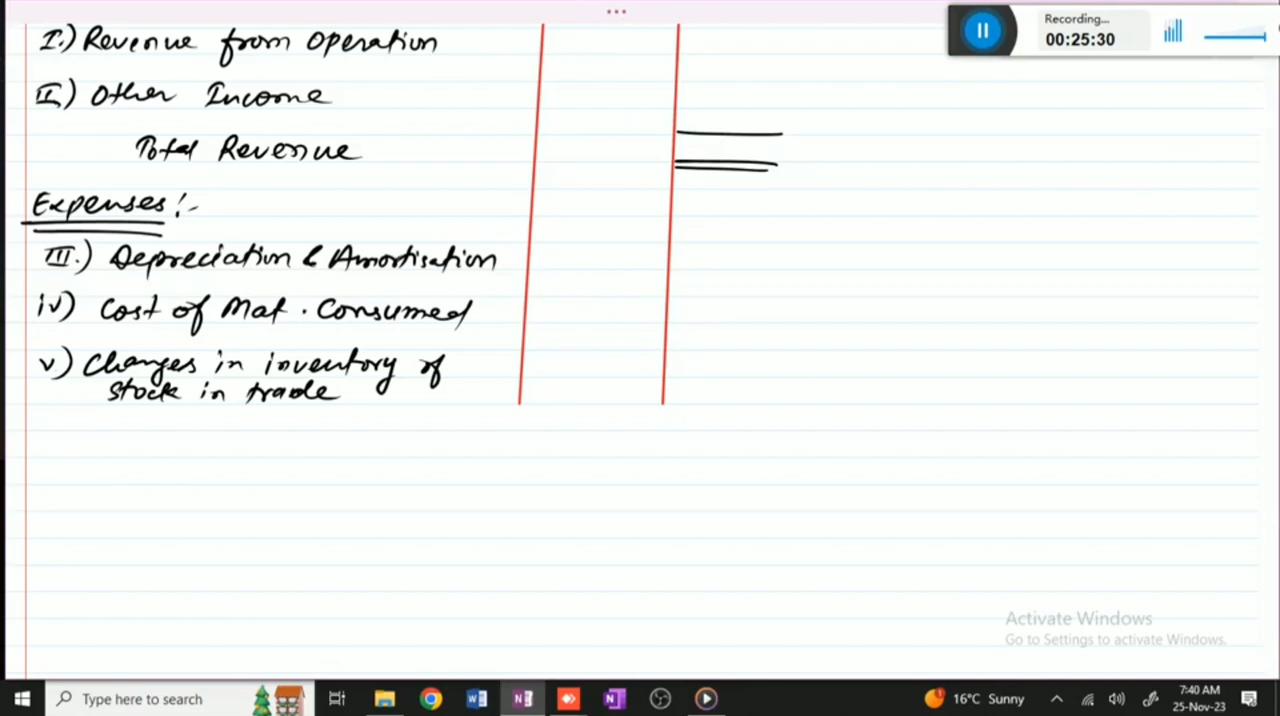 Recording...
00:25:30
I.) Revenue from operation
II.) Other Income
Total Revenue
Expenses :-
III.) Depreciation & Amortisation
iv) Cost of Mat. Consumed
v) Changes in inventory of
stock in trade
Activate Windows
Go to Settings to activate Windows.
Type here to search
16°C Sunny
7:40 AM
25-Nov-23